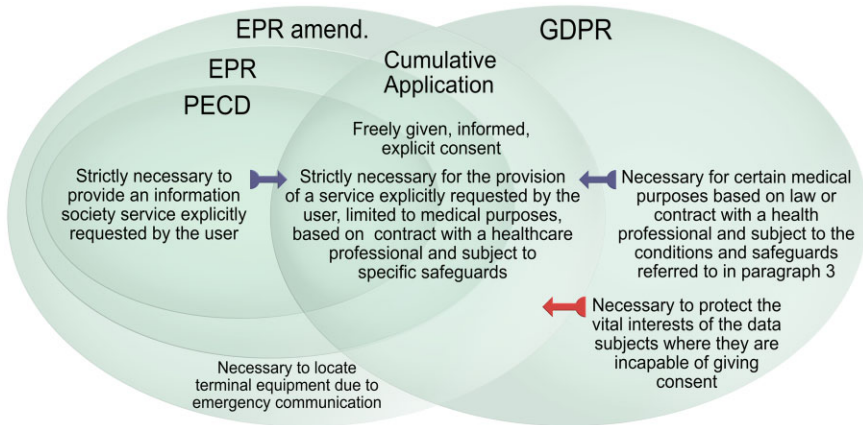 EPR amend.
GDPR
EPR
Cumulative
Application
PECD
Freely given, informed,
explicit consent
Strictly necessary to
provide an information
society service explicitly
requested by the user
Strictly necessary for the provision
of a service explicitly requested by the
user, limited to medical purposes,
based on contract with a healthcare
professional and subject to
specific safeguards
Necessary for certain medical
purposes based on law or
contract with a health
professional and subject to the
conditions and safeguards
referred to in paragraph 3
Necessary to protect the
vital interests of the data
subjects where they are
incapable of giving
consent
Necessary to locate
terminal equipment due to
emergency communication